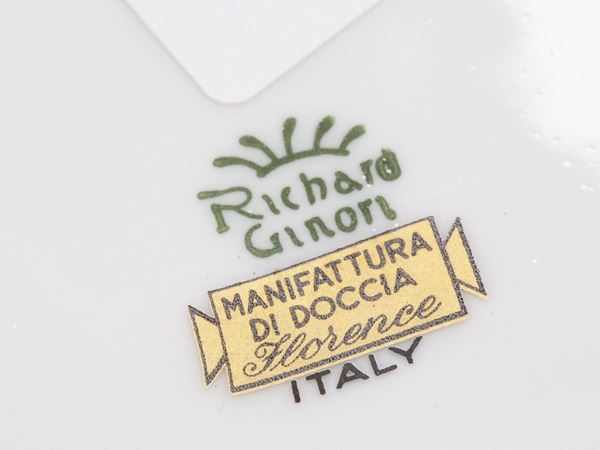 Richard
Ginori
MANIFATTURA
DI DOCCIA
Florence
ITALY